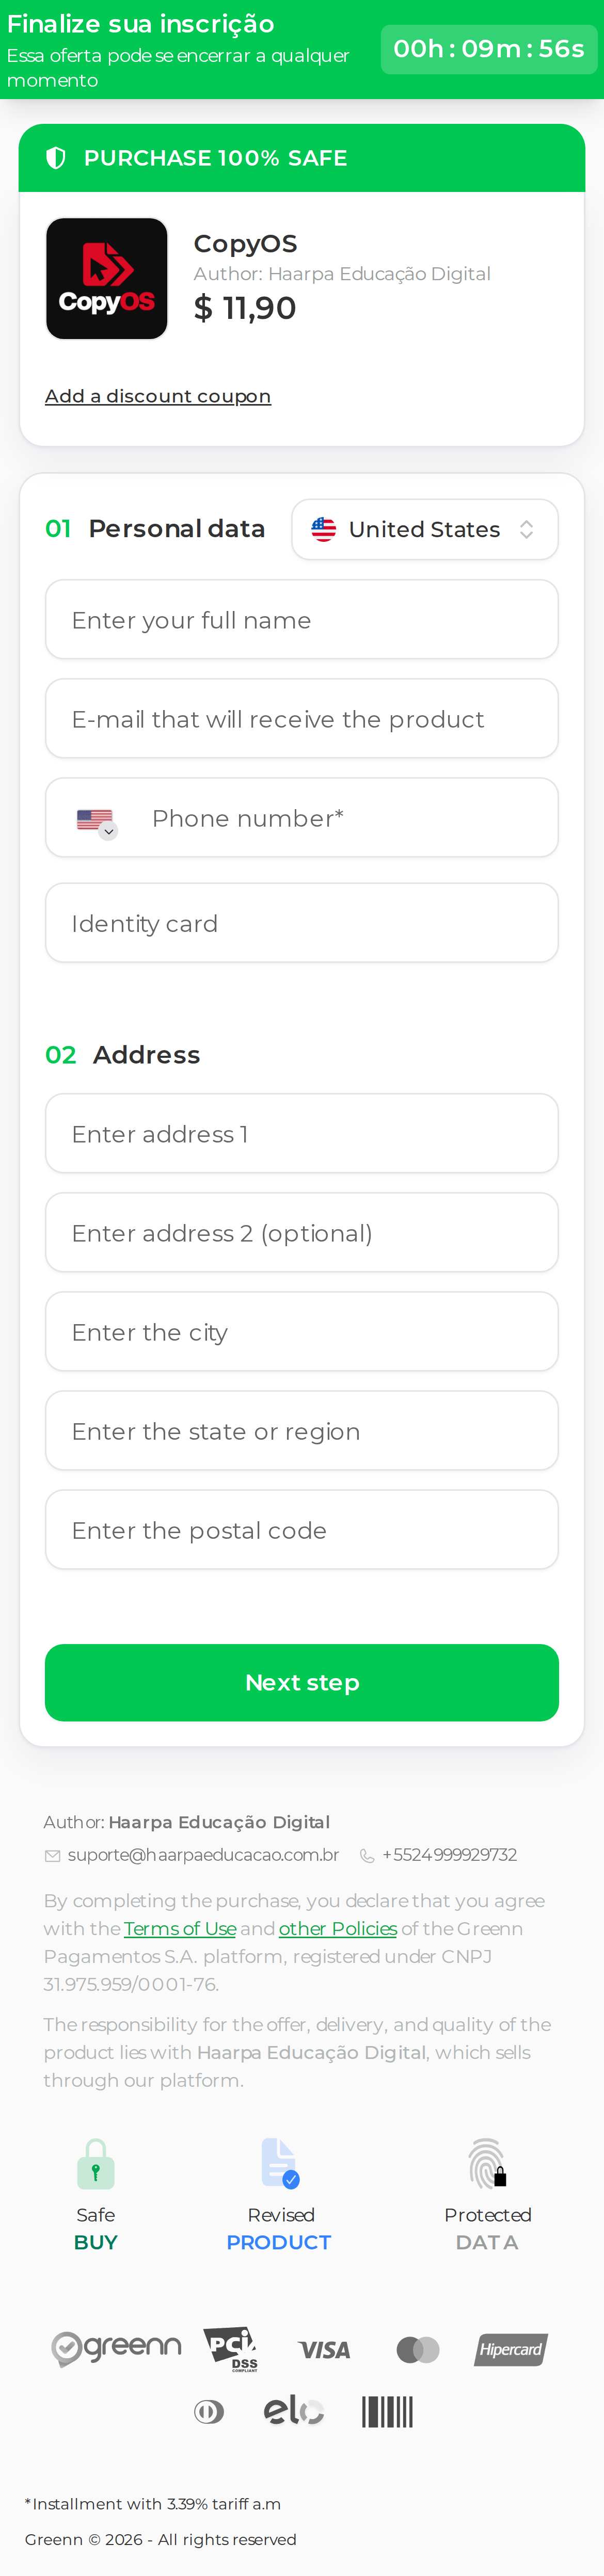 Finalize sua inscrição
Essa oferta pode se encerrar a qualquer
momento
00h : 09m : 56s
PURCHASE 100% SAFE
CopyOS
CopyOS
Author: Haarpa Educação Digital
$ 11,90
Add a discount coupon
01 Personal data
United States
Enter your full name
E-mail that will receive the product
Phone number*
Identity card
02 Address
Enter address 1
Enter address 2 (optional)
Enter the city
Enter the state or region
Enter the postal code
Next step
Author: Haarpa Educação Digital
suporte@haarpaeducacao.com.br +5524999929732
By completing the purchase, you declare that you agree
with the Terms of Use and other Policies of the Greenn
Pagamentos S.A. platform, registered under CNPJ
31.975.959/0001-76.
The responsibility for the offer, delivery, and quality of the
product lies with Haarpa Educação Digital, which sells
through our platform.
Safe
BUY
Revised
PRODUCT
Protected
DATA
greenn
PCI
DSS
COMPLIANT
VISA
Hipercard
elo
*Installment with 3.39% tariff a.m
Greenn © 2026 - All rights reserved